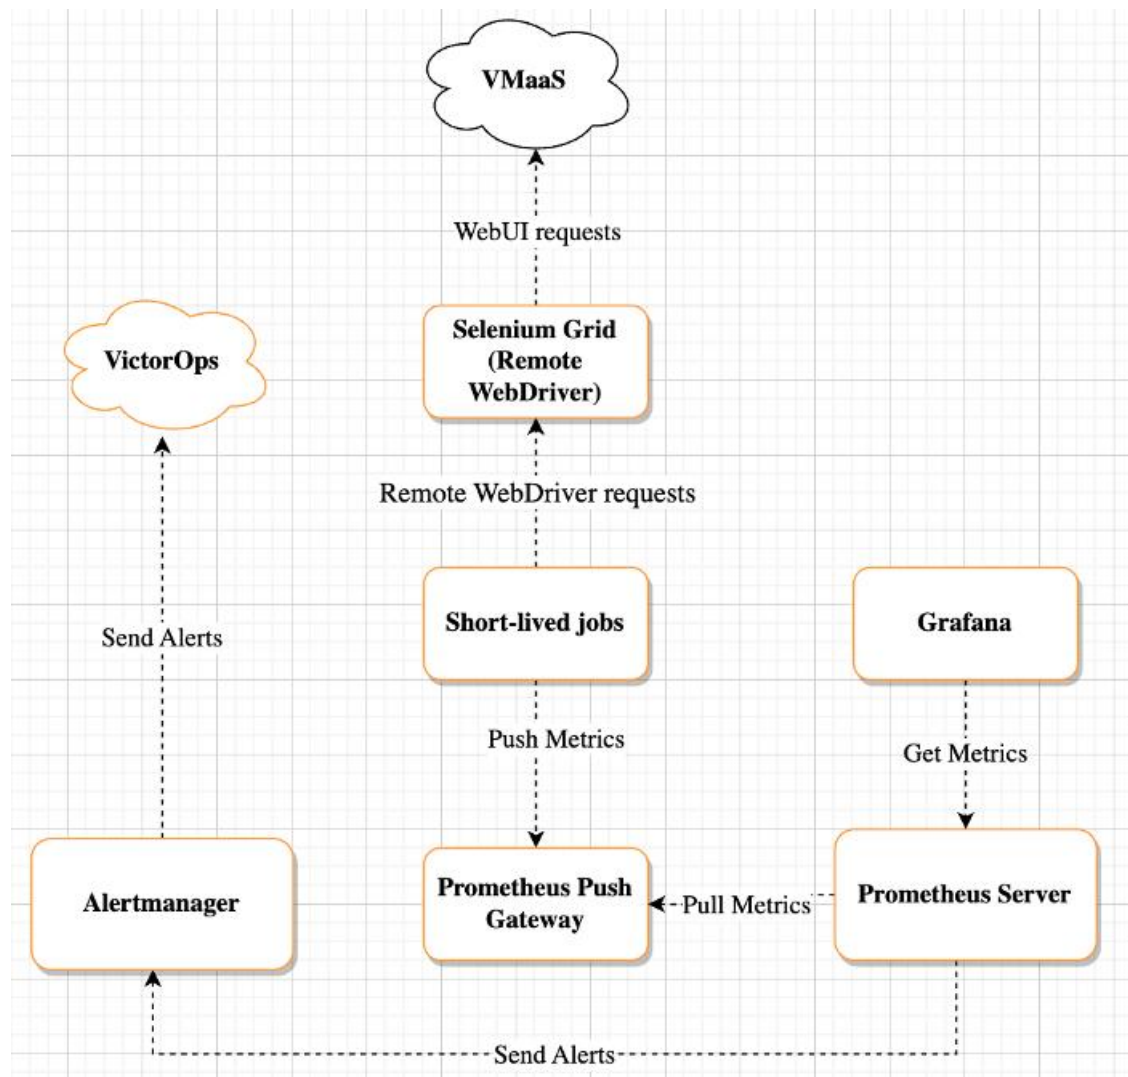 VMaaS
WebUI requests
Selenium Grid
(Remote
WebDriver)
VictorOps
Remote WebDriver requests
Short-lived jobs
Grafana
Send Alerts
Push Metrics
Get Metrics
Alertmanager
Prometheus Push
Gateway
Pull Metrics
Prometheus Server
Send Alerts